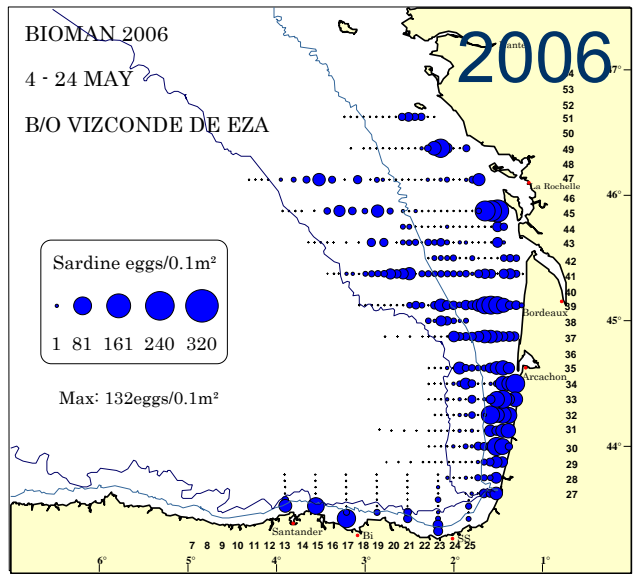 BIOMAN 2006
2006
Nantes
4 - 24 MAY
47°
54
53
52
B/O VIZCONDE DE EZA
51
50
49
48
47
La Rochelle
46
46°
45
44
43
42
41
Sardine eggs/0.1m²
40
39
Bordeaux
1 81 161 240 320
38
45°
37
36
35
Arcachon
34
Max: 132eggs/0.1m²
33
32
31
30
44°
29
28
27
Santander
Bi
SS
7 8 9 10 11 12 13 14 15 16 17 18 19 20 21 22 23 24 25
6° 5° 4° 3° 2° 1°